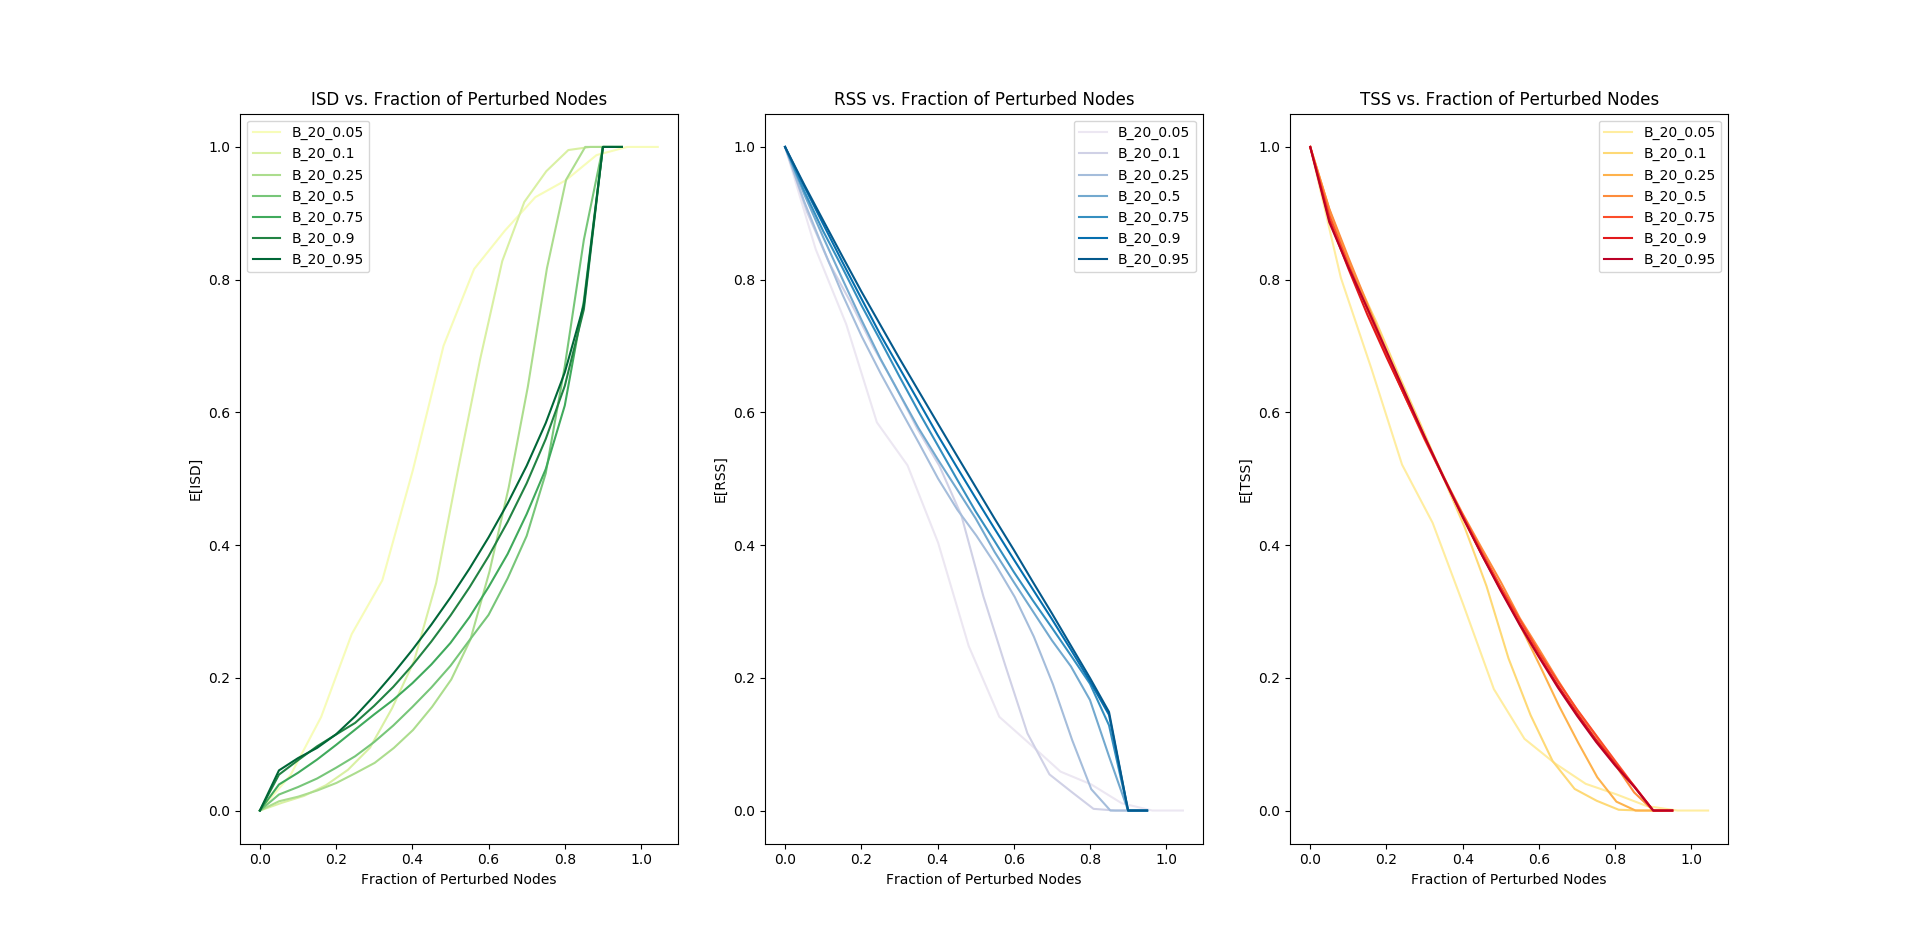 ISD vs. Fraction of Perturbed Nodes
B_20_0.05
B_20_0.1
B_20_0.25
B_20_0.5
B_20_0.75
B_20_0.9
B_20_0.95
1.0
0.8
0.6
0.4
0.2
0.0
E[ISD]
0.0 0.2 0.4 0.6 0.8 1.0
Fraction of Perturbed Nodes
RSS vs. Fraction of Perturbed Nodes
B_20_0.05
B_20_0.1
B_20_0.25
B_20_0.5
B_20_0.75
B_20_0.9
B_20_0.95
1.0
0.8
0.6
0.4
0.2
0.0
E[RSS]
0.0 0.2 0.4 0.6 0.8 1.0
Fraction of Perturbed Nodes
TSS vs. Fraction of Perturbed Nodes
B_20_0.05
B_20_0.1
B_20_0.25
B_20_0.5
B_20_0.75
B_20_0.9
B_20_0.95
1.0
0.8
0.6
0.4
0.2
0.0
E[TSS]
0.0 0.2 0.4 0.6 0.8 1.0
Fraction of Perturbed Nodes